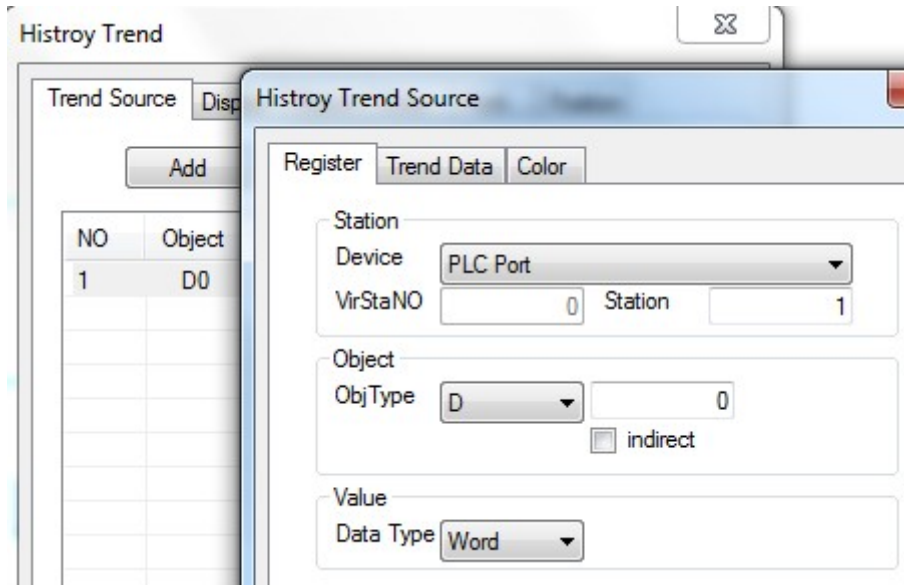 Histroy Trend
Trend Source Disp
Add
NO Object
1 D0
Histroy Trend Source
Register Trend Data Color
Station
Device PLC Port
VirStaNO 0 Station 1
Object
ObjType D 0
indirect
Value
Data Type Word